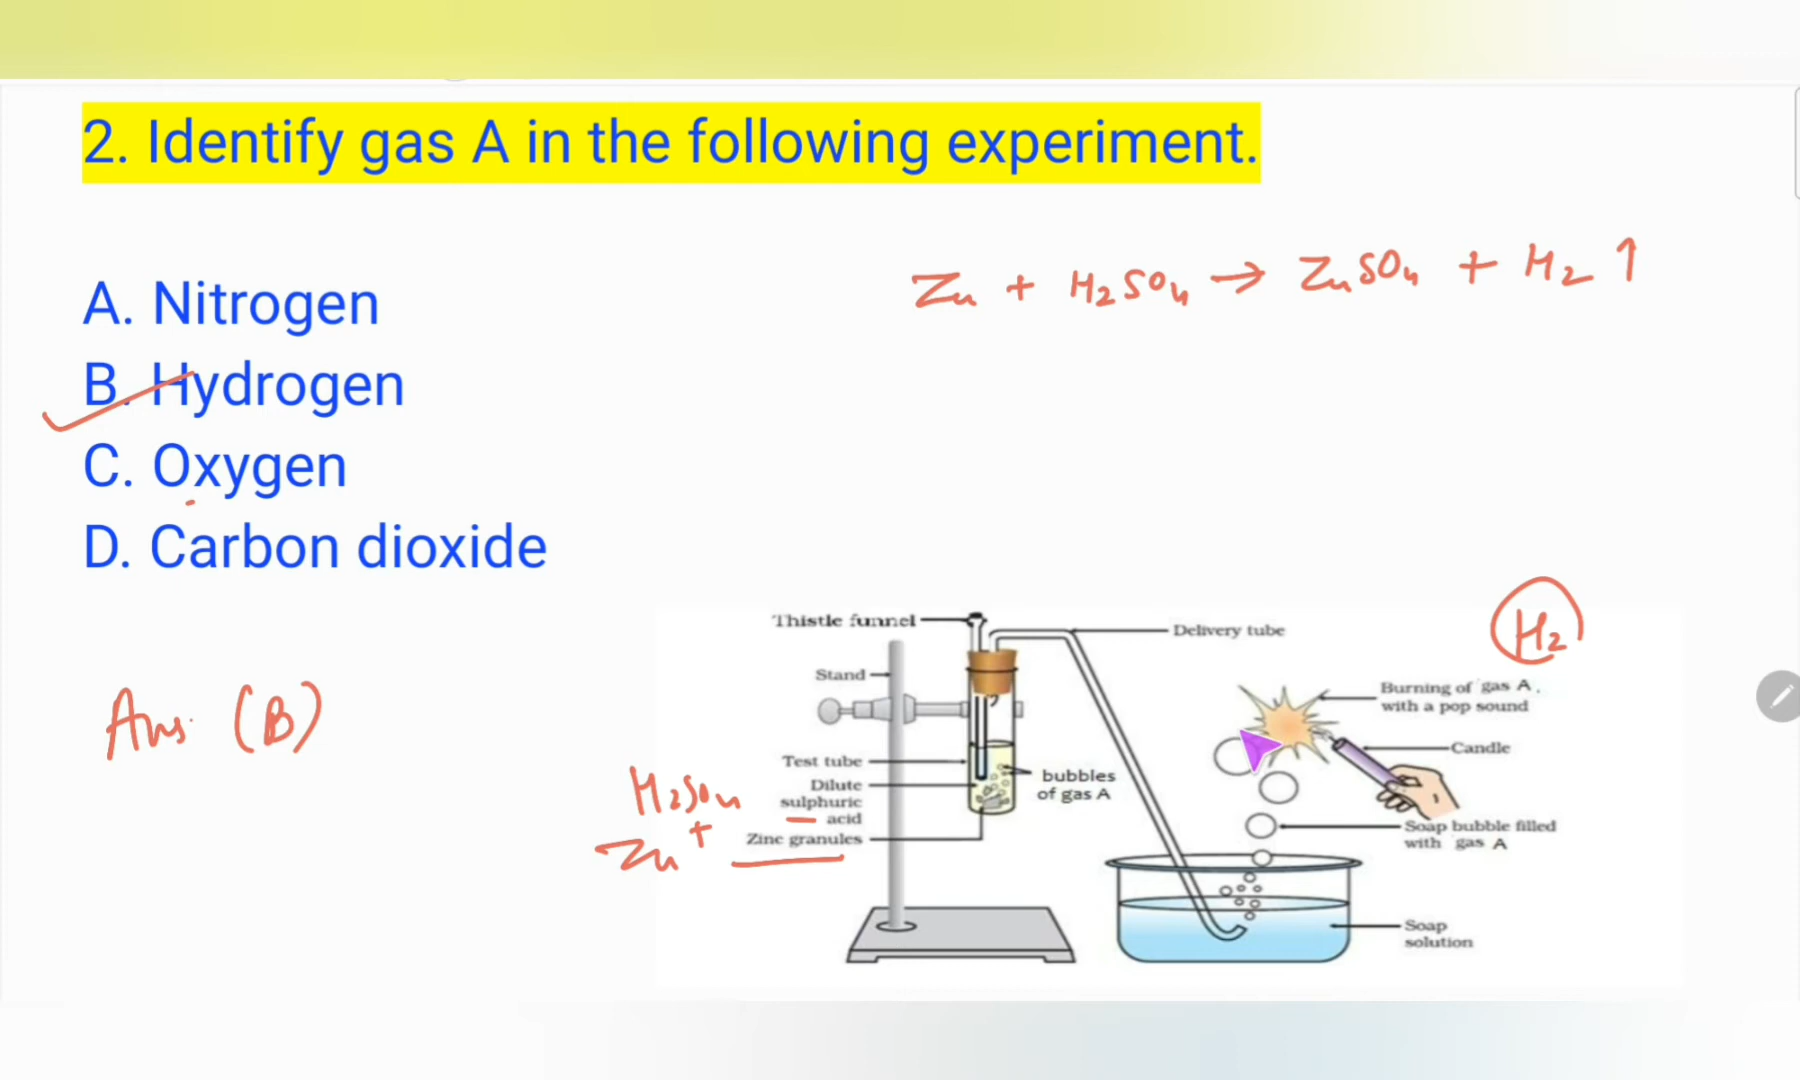 2. Identify gas A in the following experiment.
Zn + H2SO4 → ZnSO4 + H2 ↑
A. Nitrogen
B. Hydrogen
C. Oxygen
D. Carbon dioxide
Ans (B)
H2
Thistle funnel
Delivery tube
Stand
Burning of gas A.
with a pop sound
Candle
Test tube
Dilute
sulphuric
acid
Zinc granules
H2SO4
+
Zn
bubbles
of gas A
Soap bubble filled
with gas A
Soap
solution